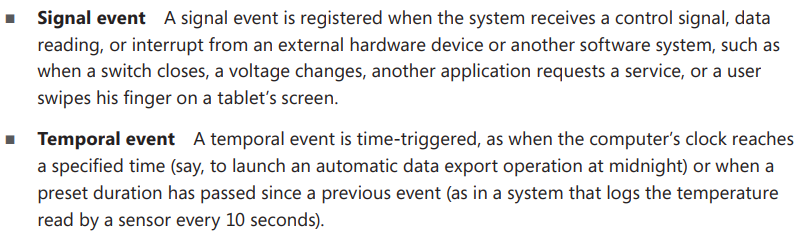 ■ Signal event A signal event is registered when the system receives a control signal, data
reading, or interrupt from an external hardware device or another software system, such as
when a switch closes, a voltage changes, another application requests a service, or a user
swipes his finger on a tablet's screen.
■ Temporal event A temporal event is time-triggered, as when the computer's clock reaches
a specified time (say, to launch an automatic data export operation at midnight) or when a
preset duration has passed since a previous event (as in a system that logs the temperature
read by a sensor every 10 seconds).